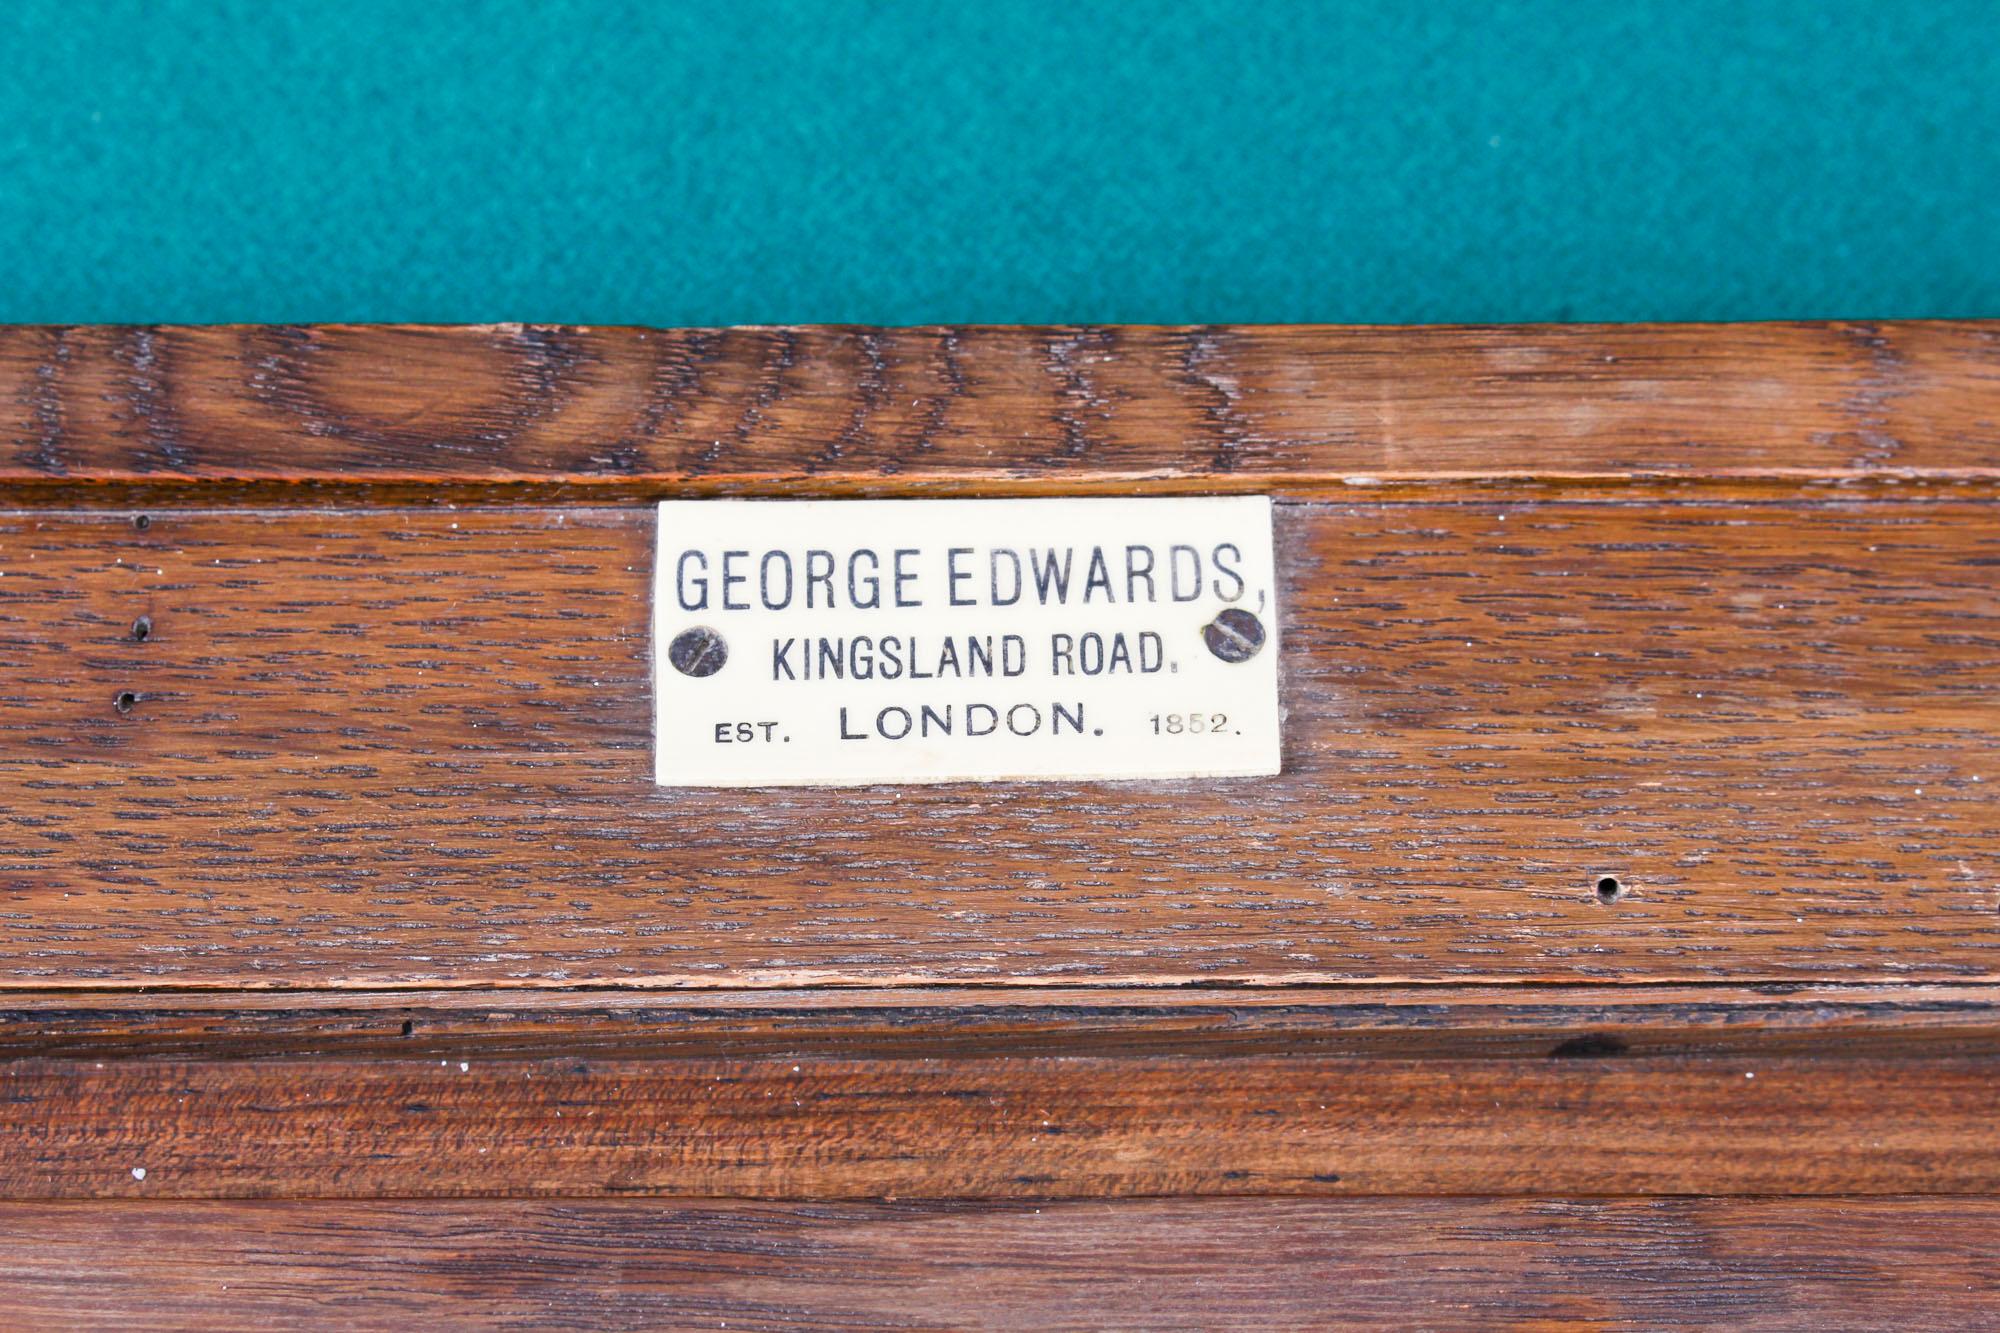 GEORGE EDWARDS,
KINGSLAND ROAD.
EST. LONDON. 1852.